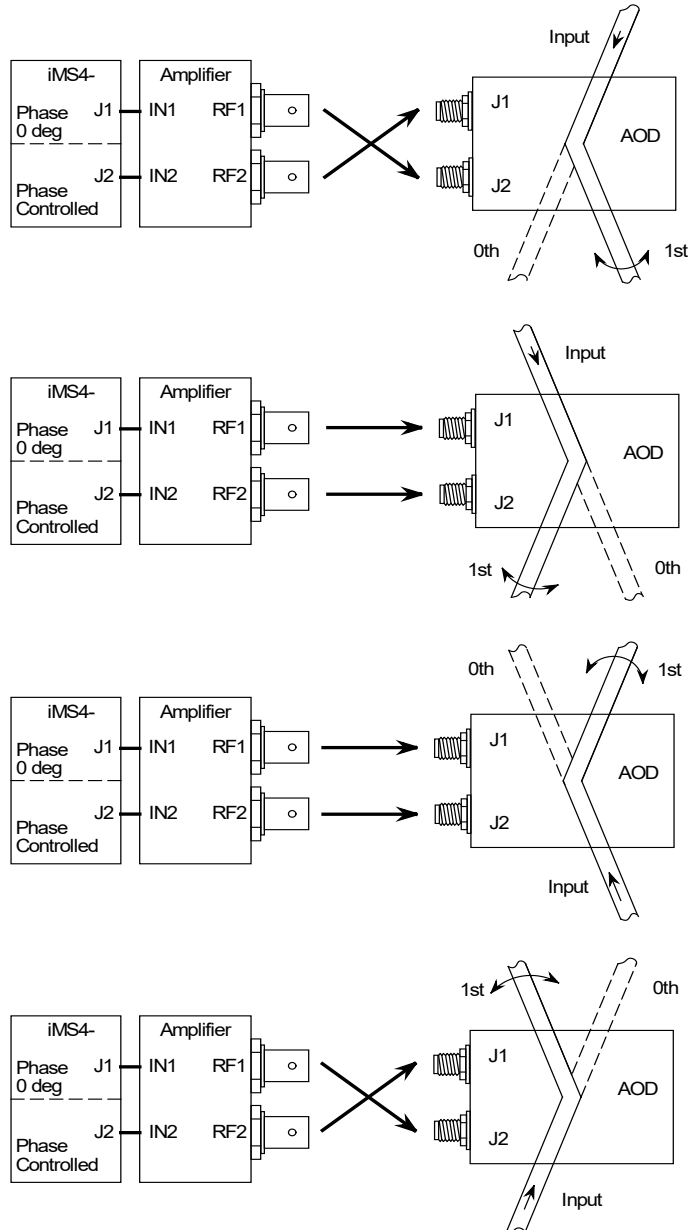 Input
iMS4-
Amplifier
Phase
0 deg
J1
IN1
RF1
J1
AOD
J2
IN2
RF2
J2
Phase
Controlled
0th
1st
Input
iMS4-
Amplifier
Phase
0 deg
J1
IN1
RF1
J1
AOD
J2
IN2
RF2
J2
Phase
Controlled
1st
0th
0th
1st
iMS4-
Amplifier
Phase
0 deg
J1
IN1
RF1
J1
AOD
J2
IN2
RF2
J2
Phase
Controlled
Input
1st
0th
iMS4-
Amplifier
Phase
0 deg
J1
IN1
RF1
J1
AOD
J2
IN2
RF2
J2
Phase
Controlled
Input